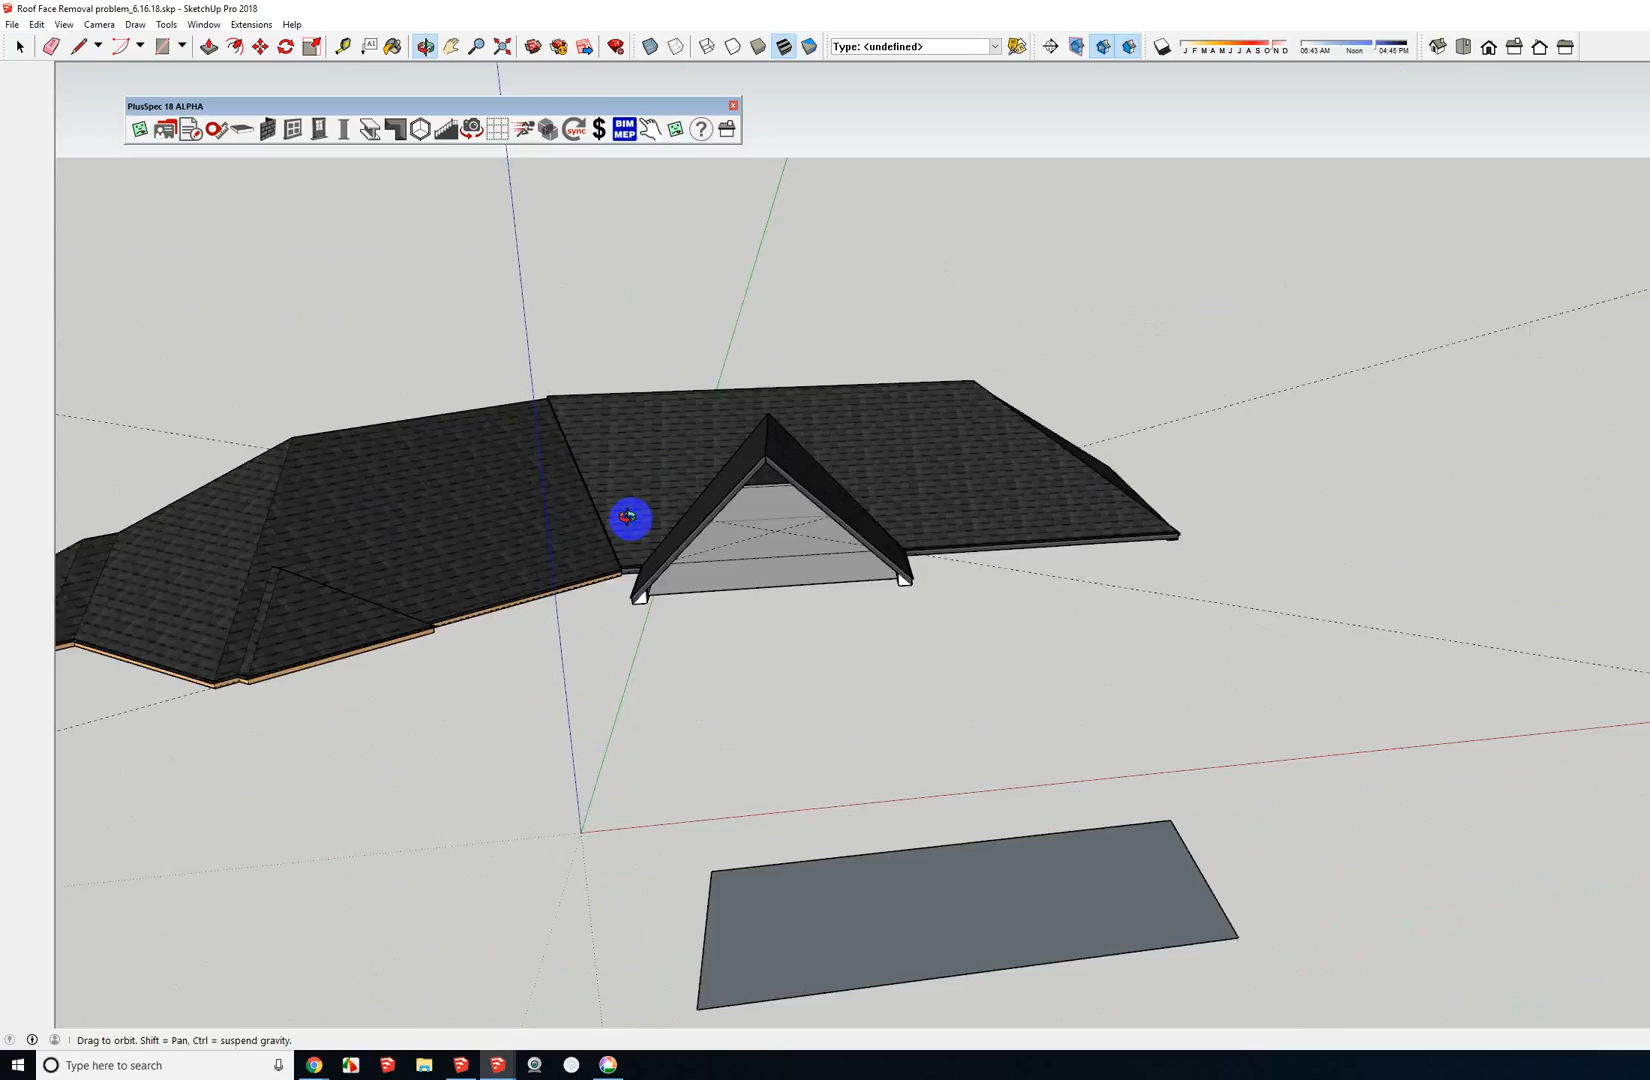 Roof Face Removal problem_6.16.18.skp - SketchUp Pro 2018
File Edit View Camera Draw Tools Window Extensions Help
Type: <undefined>
J F M A M J J A S O N D
06:43 AM Noon 04:45 PM
PlusSpec 18 ALPHA
sync $ BIM MEP ?
Drag to orbit. Shift = Pan, Ctrl = suspend gravity.
Type here to search